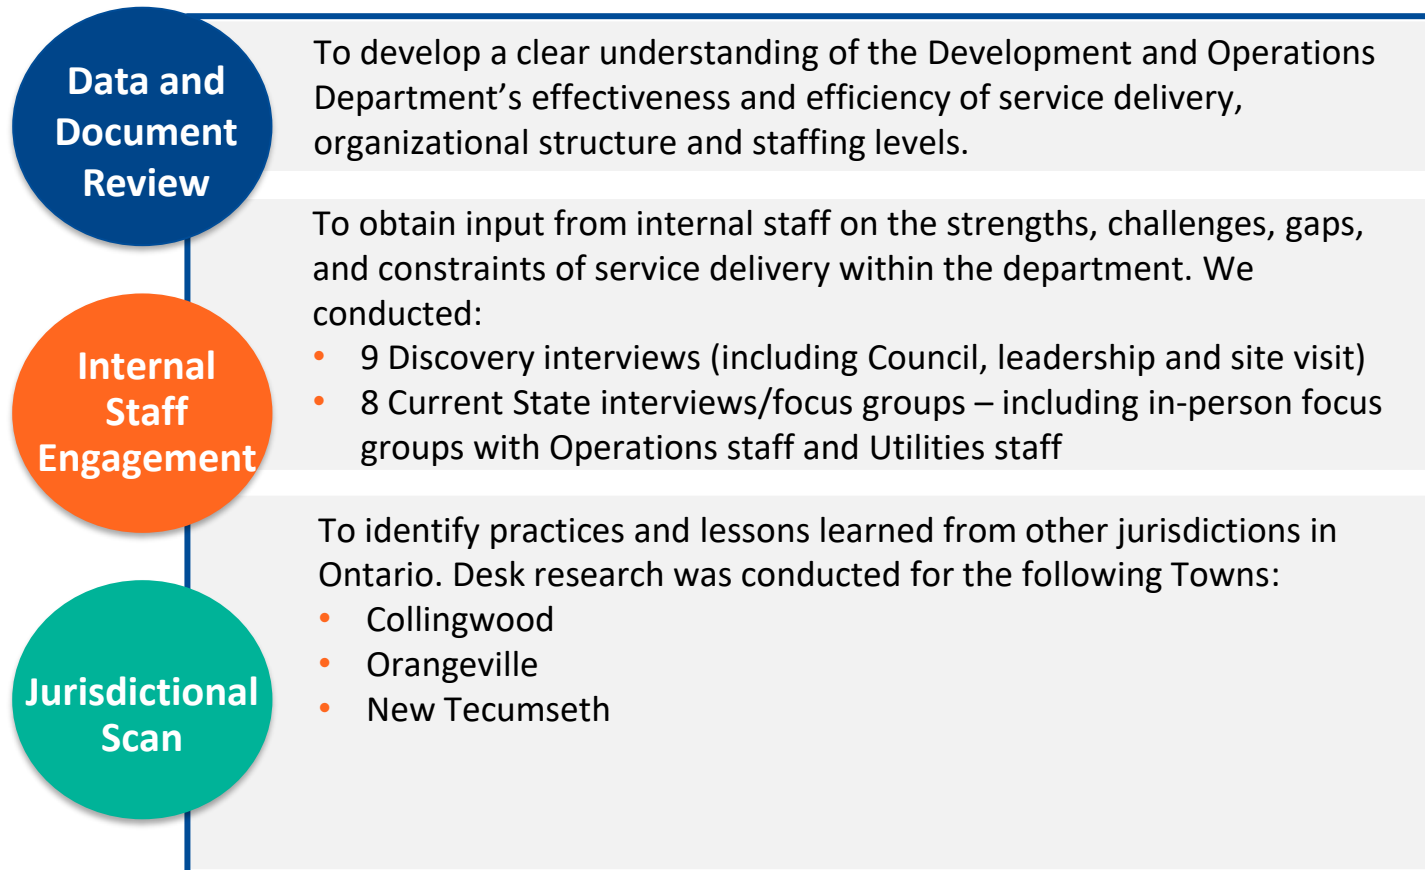 Data and
Document
Review
To develop a clear understanding of the Development and Operations
Department’s effectiveness and efficiency of service delivery,
organizational structure and staffing levels.
Internal
Staff
Engagement
To obtain input from internal staff on the strengths, challenges, gaps,
and constraints of service delivery within the department. We
conducted:
• 9 Discovery interviews (including Council, leadership and site visit)
• 8 Current State interviews/focus groups – including in-person focus
groups with Operations staff and Utilities staff
Jurisdictional
Scan
To identify practices and lessons learned from other jurisdictions in
Ontario. Desk research was conducted for the following Towns:
• Collingwood
• Orangeville
• New Tecumseth